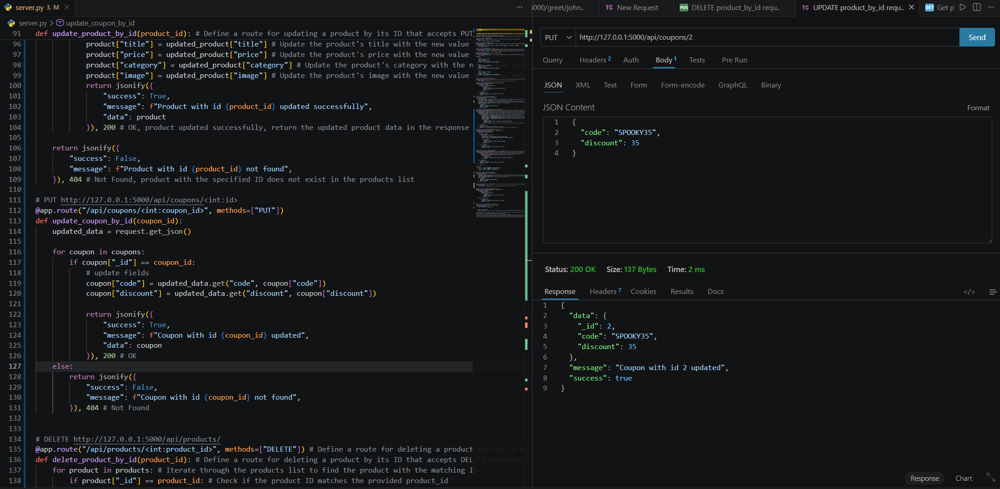 server.py 3, M
server.py > update_coupon_by_id
91 def update_product_by_id(product_id): # Define a route for updating a product by its ID that accepts PUT
96 product["title"] = updated_product["title"] # Update the product's title with the new value
97 product["price"] = updated_product["price"] # Update the product's price with the new value
98 product["category"] = updated_product["category"] # Update the product's category with the new value from
99 product["image"] = updated_product["image"] # Update the product's image with the new value
100 return jsonify({
101 "success": True,
102 "message": f"Product with id {product_id} updated successfully",
103 "data": product
104 }), 200 # OK, product updated successfully, return the updated product data in the response
105
106 return jsonify({
107 "success": False,
108 "message": f"Product with id {product_id} not found",
109 }), 404 # Not Found, product with the specified ID does not exist in the products list
110
111 # PUT http://127.0.0.1:5000/api/coupons/<int:id>
112 @app.route("/api/coupons/<int:coupon_id>", methods=["PUT"])
113 def update_coupon_by_id(coupon_id):
114 updated_data = request.get_json()
115
116 for coupon in coupons:
117 if coupon["_id"] == coupon_id:
118 # update fields
119 coupon["code"] = updated_data.get("code", coupon["code"])
120 coupon["discount"] = updated_data.get("discount", coupon["discount"])
121
122 return jsonify({
123 "success": True,
124 "message": f"Coupon with id {coupon_id} updated",
125 "data": coupon
126 }), 200 # OK
127 else:
128 return jsonify({
129 "success": False,
130 "message": f"Coupon with id {coupon_id} not found",
131 }), 404 # Not Found
132
133
134 # DELETE http://127.0.0.1:5000/api/products/
135 @app.route("/api/products/<int:product_id>", methods=["DELETE"]) # Define a route for deleting a product by its ID
136 def delete_product_by_id(product_id): # Define a route for deleting a product by its ID that accepts DELETE requests
137 for product in products: # Iterate through the products list to find the product with the matching ID
138 if product["_id"] == product_id: # Check if the product ID matches the provided product_id
5000/greet/john.. TC New Request POS DELETE product_by_id requ.. TC UPDATE product_by_id requ.. GET Get p
PUT http://127.0.0.1:5000/api/coupons/2 Send
Query Headers 2 Auth Body 1 Tests Pre Run
JSON XML Text Form Form-encode GraphQL Binary
JSON Content Format
1 {
2 "code": "SPOOKY35",
3 "discount": 35
4 }
Status: 200 OK Size: 137 Bytes Time: 2 ms
Response Headers 7 Cookies Results Docs </>
1 {
2 "data": {
3 "_id": 2,
4 "code": "SPOOKY35",
5 "discount": 35
6 },
7 "message": "Coupon with id 2 updated",
8 "success": true
9 }
Response Chart